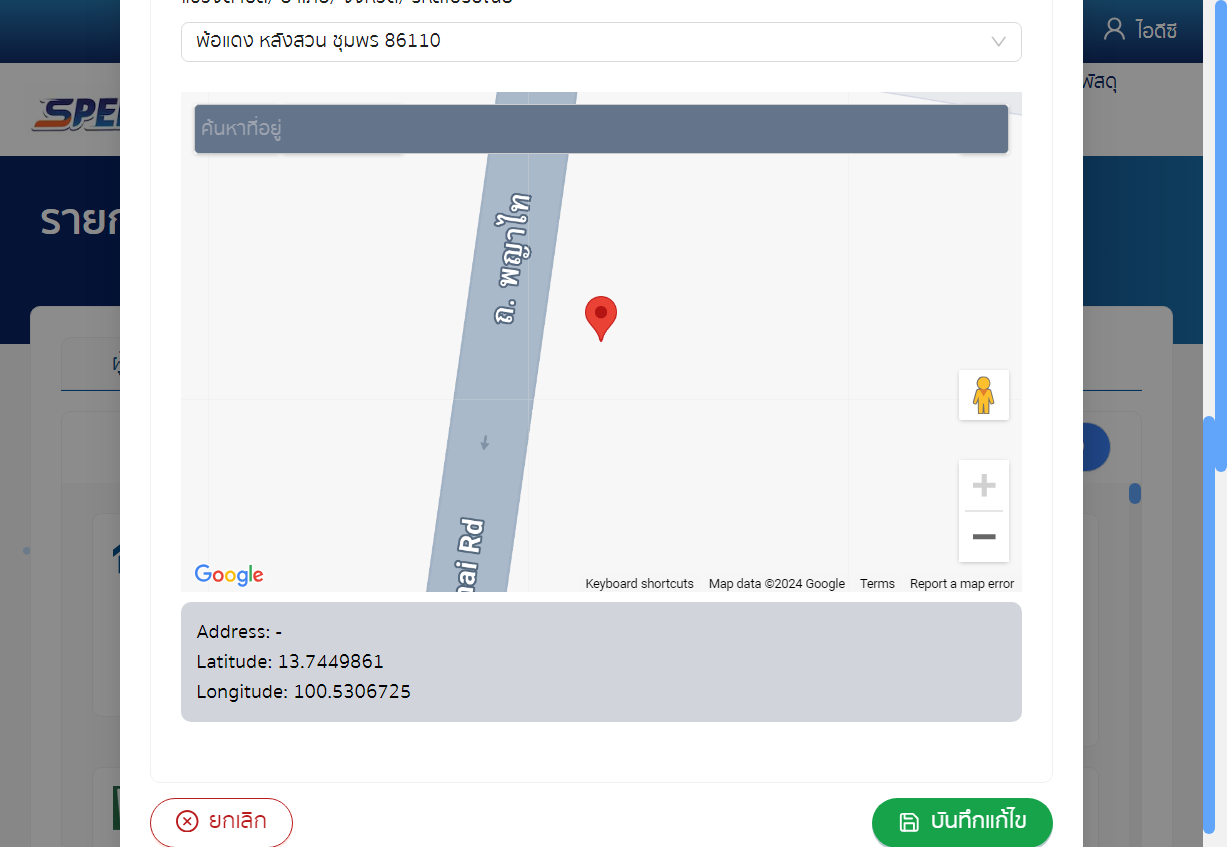 ไอดีซี
พ้อแดง หลังสวน ชุมพร 86110
พัสดุ
SPE
ค้นหาที่อยู่
รายก
ถ. พญาไท
ai Rd
Google
Keyboard shortcuts
Map data ©2024 Google
Terms
Report a map error
Address: -
Latitude: 13.7449861
Longitude: 100.5306725
ยกเลิก
บันทึกแก้ไข